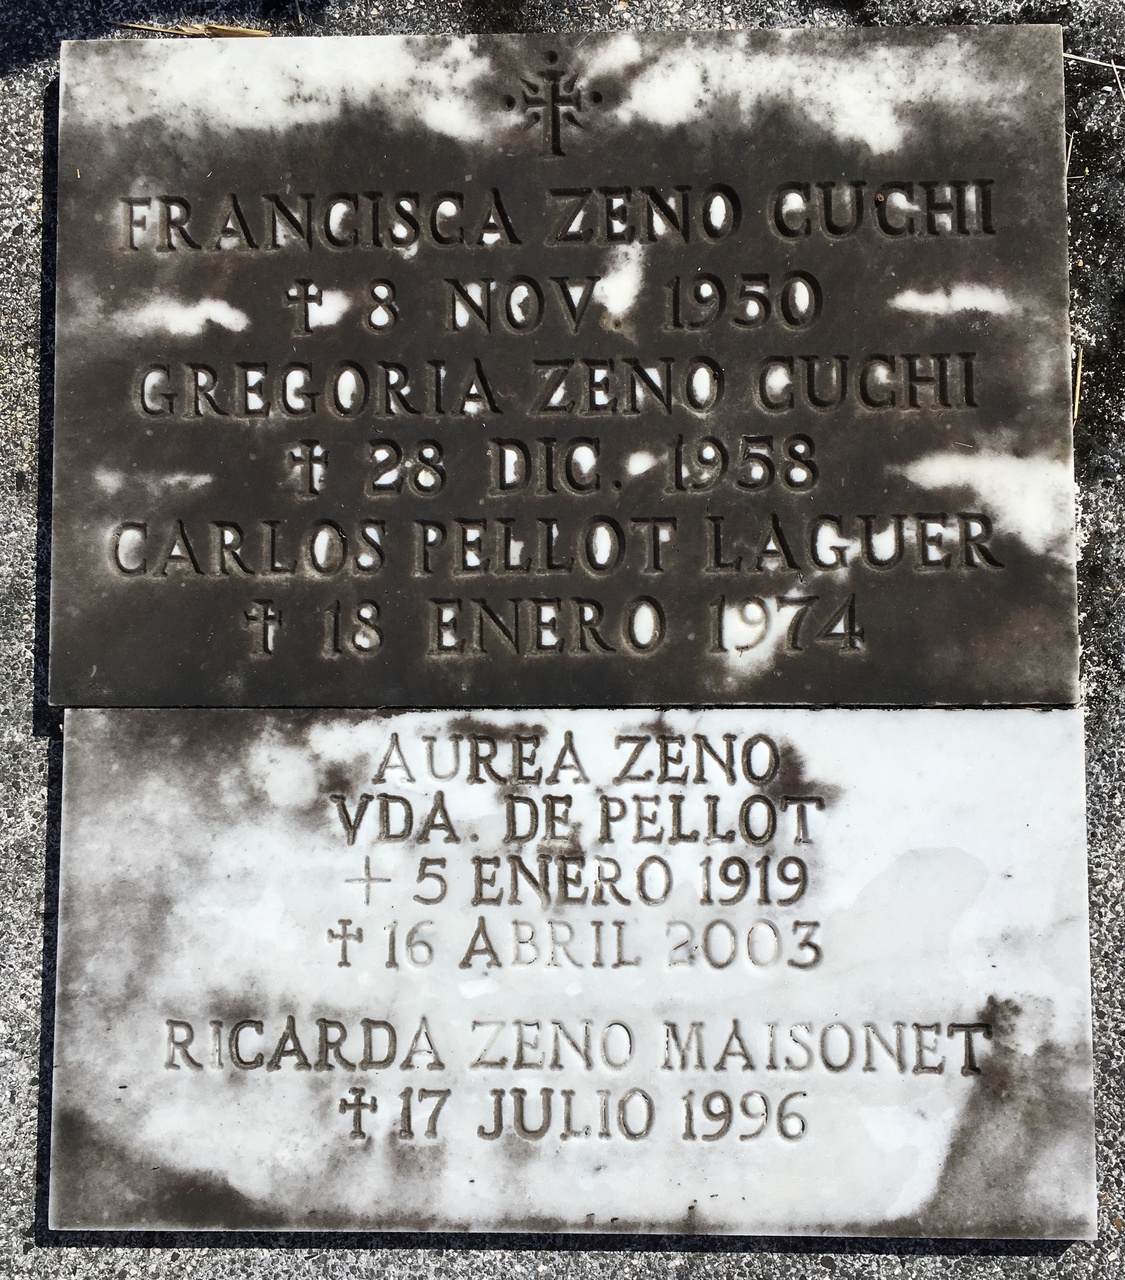 FRANCISCA ZENO CUCHI
✝ 8 NOV. 1950
GREGORIA ZENO CUCHI
✝ 28 DIC. 1958
CARLOS PELLOT LAGUER
✝ 18 ENERO 1974
AUREA ZENO
VDA. DE PELLOT
+ 5 ENERO 1919
✝ 16 ABRIL 2003
RICARDA ZENO MAISONET
✝ 17 JULIO 1996